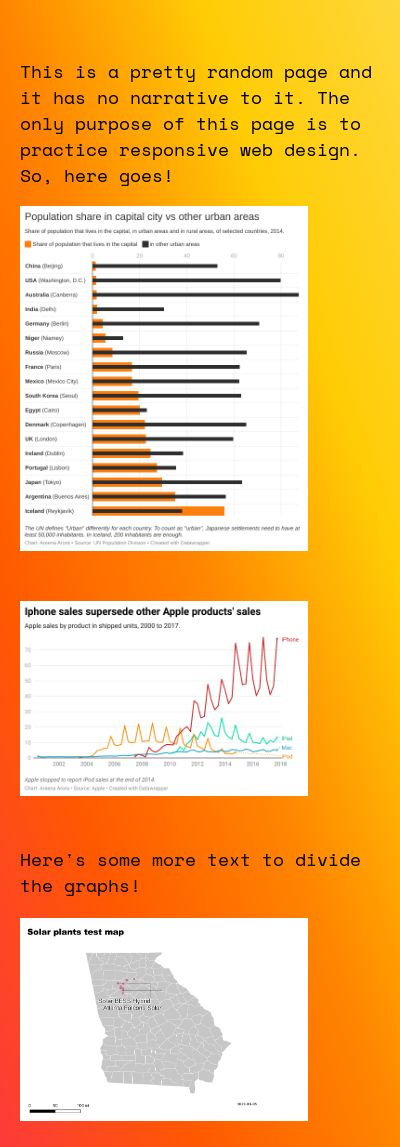 This is a pretty random page and
it has no narrative to it. The
only purpose of this page is to
practice responsive web design.
So, here goes!
Population share in capital city vs other urban areas
Share of population that lives in the capital, in urban areas and in rural areas, of selected countries, 2014.
Share of population that lives in the capital in other urban areas
0 20 40 60 80
China (Beijing)
USA (Washington, D.C.)
Australia (Canberra)
India (Delhi)
Germany (Berlin)
Niger (Niamey)
Russia (Moscow)
France (Paris)
Mexico (Mexico City)
South Korea (Seoul)
Egypt (Cairo)
Denmark (Copenhagen)
UK (London)
Ireland (Dublin)
Portugal (Lisbon)
Japan (Tokyo)
Argentina (Buenos Aires)
Iceland (Reykjavík)
The UN defines "Urban" differently for each country. To count as "urban", Japanese settlements need to have at
least 50,000 inhabitants. In Iceland, 200 inhabitants are enough.
Chart: Areena Arora • Source: UN Population Division • Created with Datawrapper
Iphone sales supersede other Apple products' sales
Apple sales by product in shipped units, 2000 to 2017.
iPhone
70
60
50
40
30
20
10
0
iPad
Mac
iPod
2002 2004 2006 2008 2010 2012 2014 2016 2018
Apple stopped to report iPod sales at the end of 2014.
Chart: Areena Arora • Source: Apple • Created with Datawrapper
Here's some more text to divide
the graphs!
Solar plants test map
Solar BESS Hybrid
Atlanta Falcons Solar
0 50 100 mi